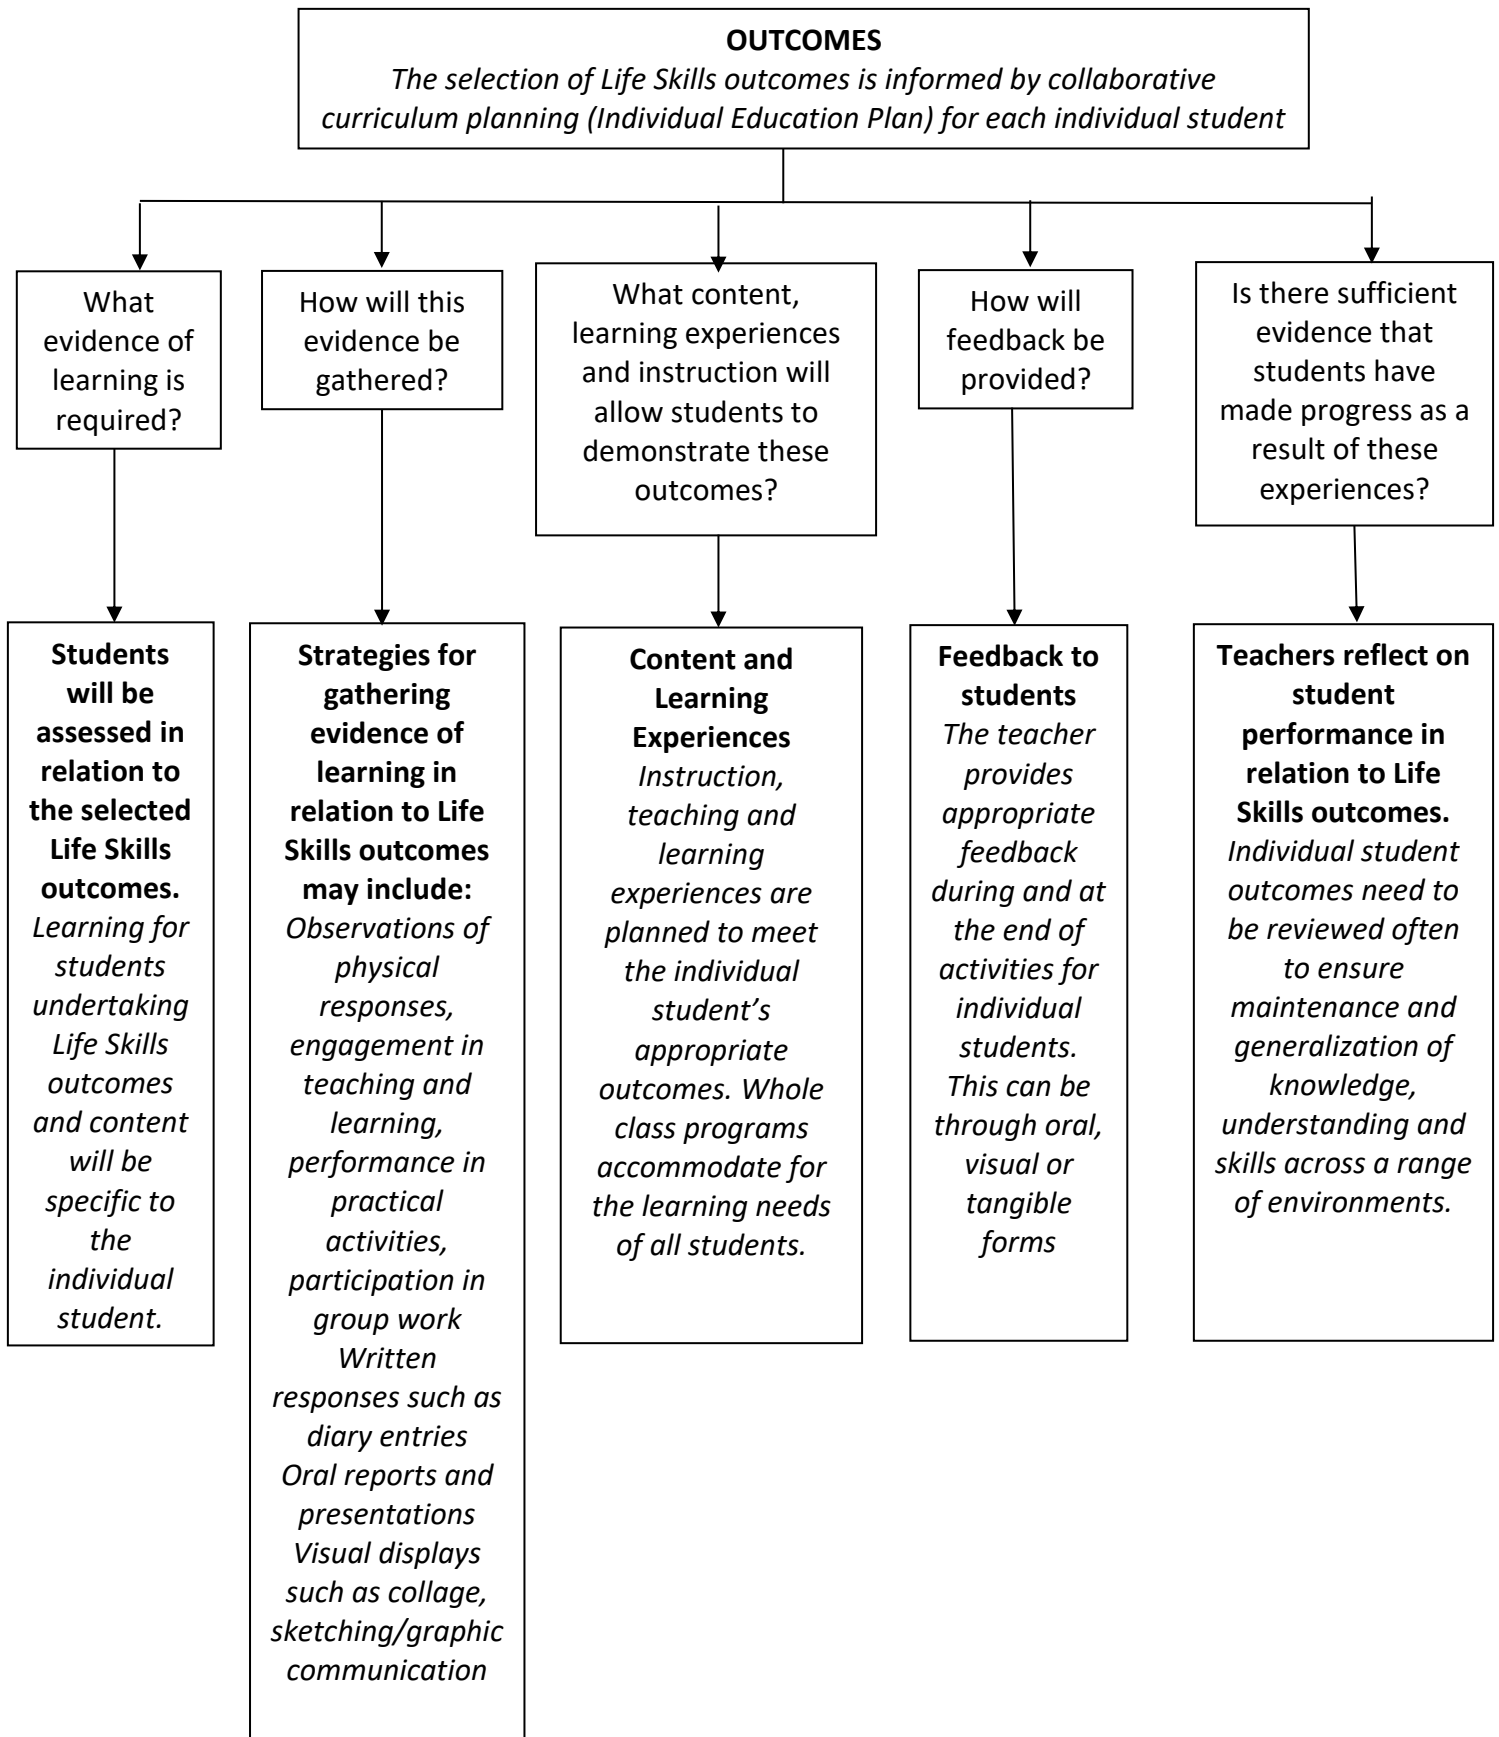 OUTCOMES
The selection of Life Skills outcomes is informed by collaborative
curriculum planning (Individual Education Plan) for each individual student
What
evidence of
learning is
required?
How will this
evidence be
gathered?
What content,
learning experiences
and instruction will
allow students to
demonstrate these
outcomes?
How will
feedback be
provided?
Is there sufficient
evidence that
students have
made progress as a
result of these
experiences?
Students
will be
assessed in
relation to
the selected
Life Skills
outcomes.
Learning for
students
undertaking
Life Skills
outcomes
and content
will be
specific to
the
individual
student.
Strategies for
gathering
evidence of
learning in
relation to Life
Skills outcomes
may include:
Observations of
physical
responses,
engagement in
teaching and
learning,
performance in
practical
activities,
participation in
group work
Written
responses such as
diary entries
Oral reports and
presentations
Visual displays
such as collage,
sketching/graphic
communication
Content and
Learning
Experiences
Instruction,
teaching and
learning
experiences are
planned to meet
the individual
student’s
appropriate
outcomes. Whole
class programs
accommodate for
the learning needs
of all students.
Feedback to
students
The teacher
provides
appropriate
feedback
during and at
the end of
activities for
individual
students.
This can be
through oral,
visual or
tangible
forms
Teachers reflect on
student
performance in
relation to Life
Skills outcomes.
Individual student
outcomes need to
be reviewed often
to ensure
maintenance and
generalization of
knowledge,
understanding and
skills across a range
of environments.